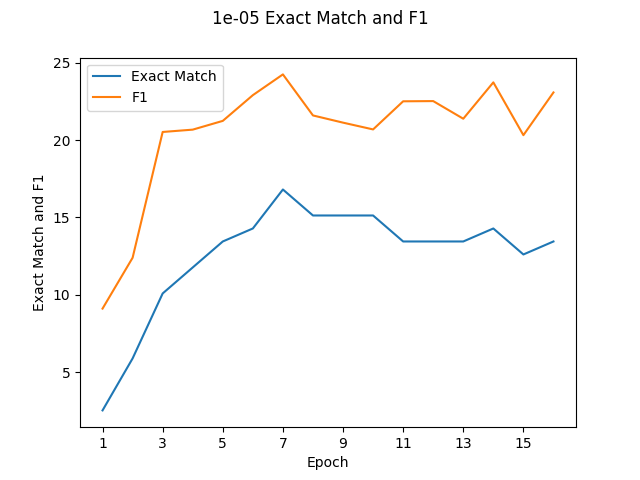 1e-05 Exact Match and F1
Exact Match
F1
Exact Match and F1
25
20
15
10
5
1 3 5 7 9 11 13 15
Epoch